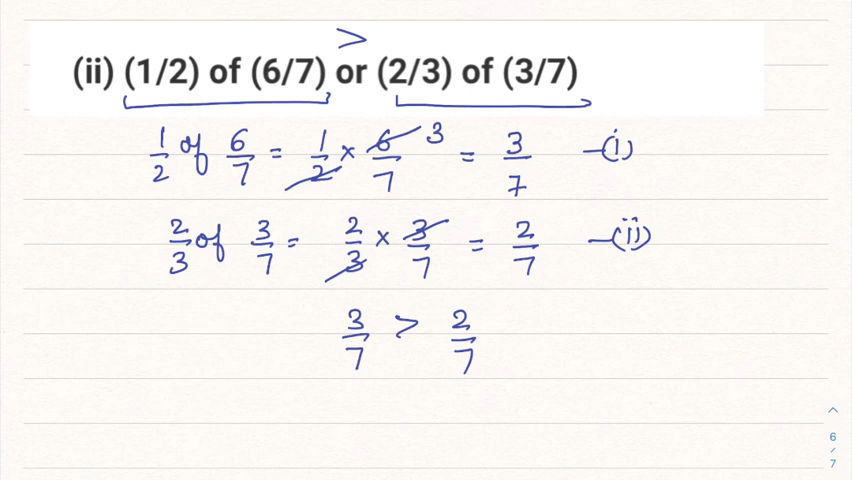 >
(ii) (1/2) of (6/7) or (2/3) of (3/7)
1/2 of 6/7 = 1/2 × 6/7 3 = 3/7 —(i)
2/3 of 3/7 = 2/3 × 3/7 = 2/7 —(ii)
3/7 > 2/7
6
/
7